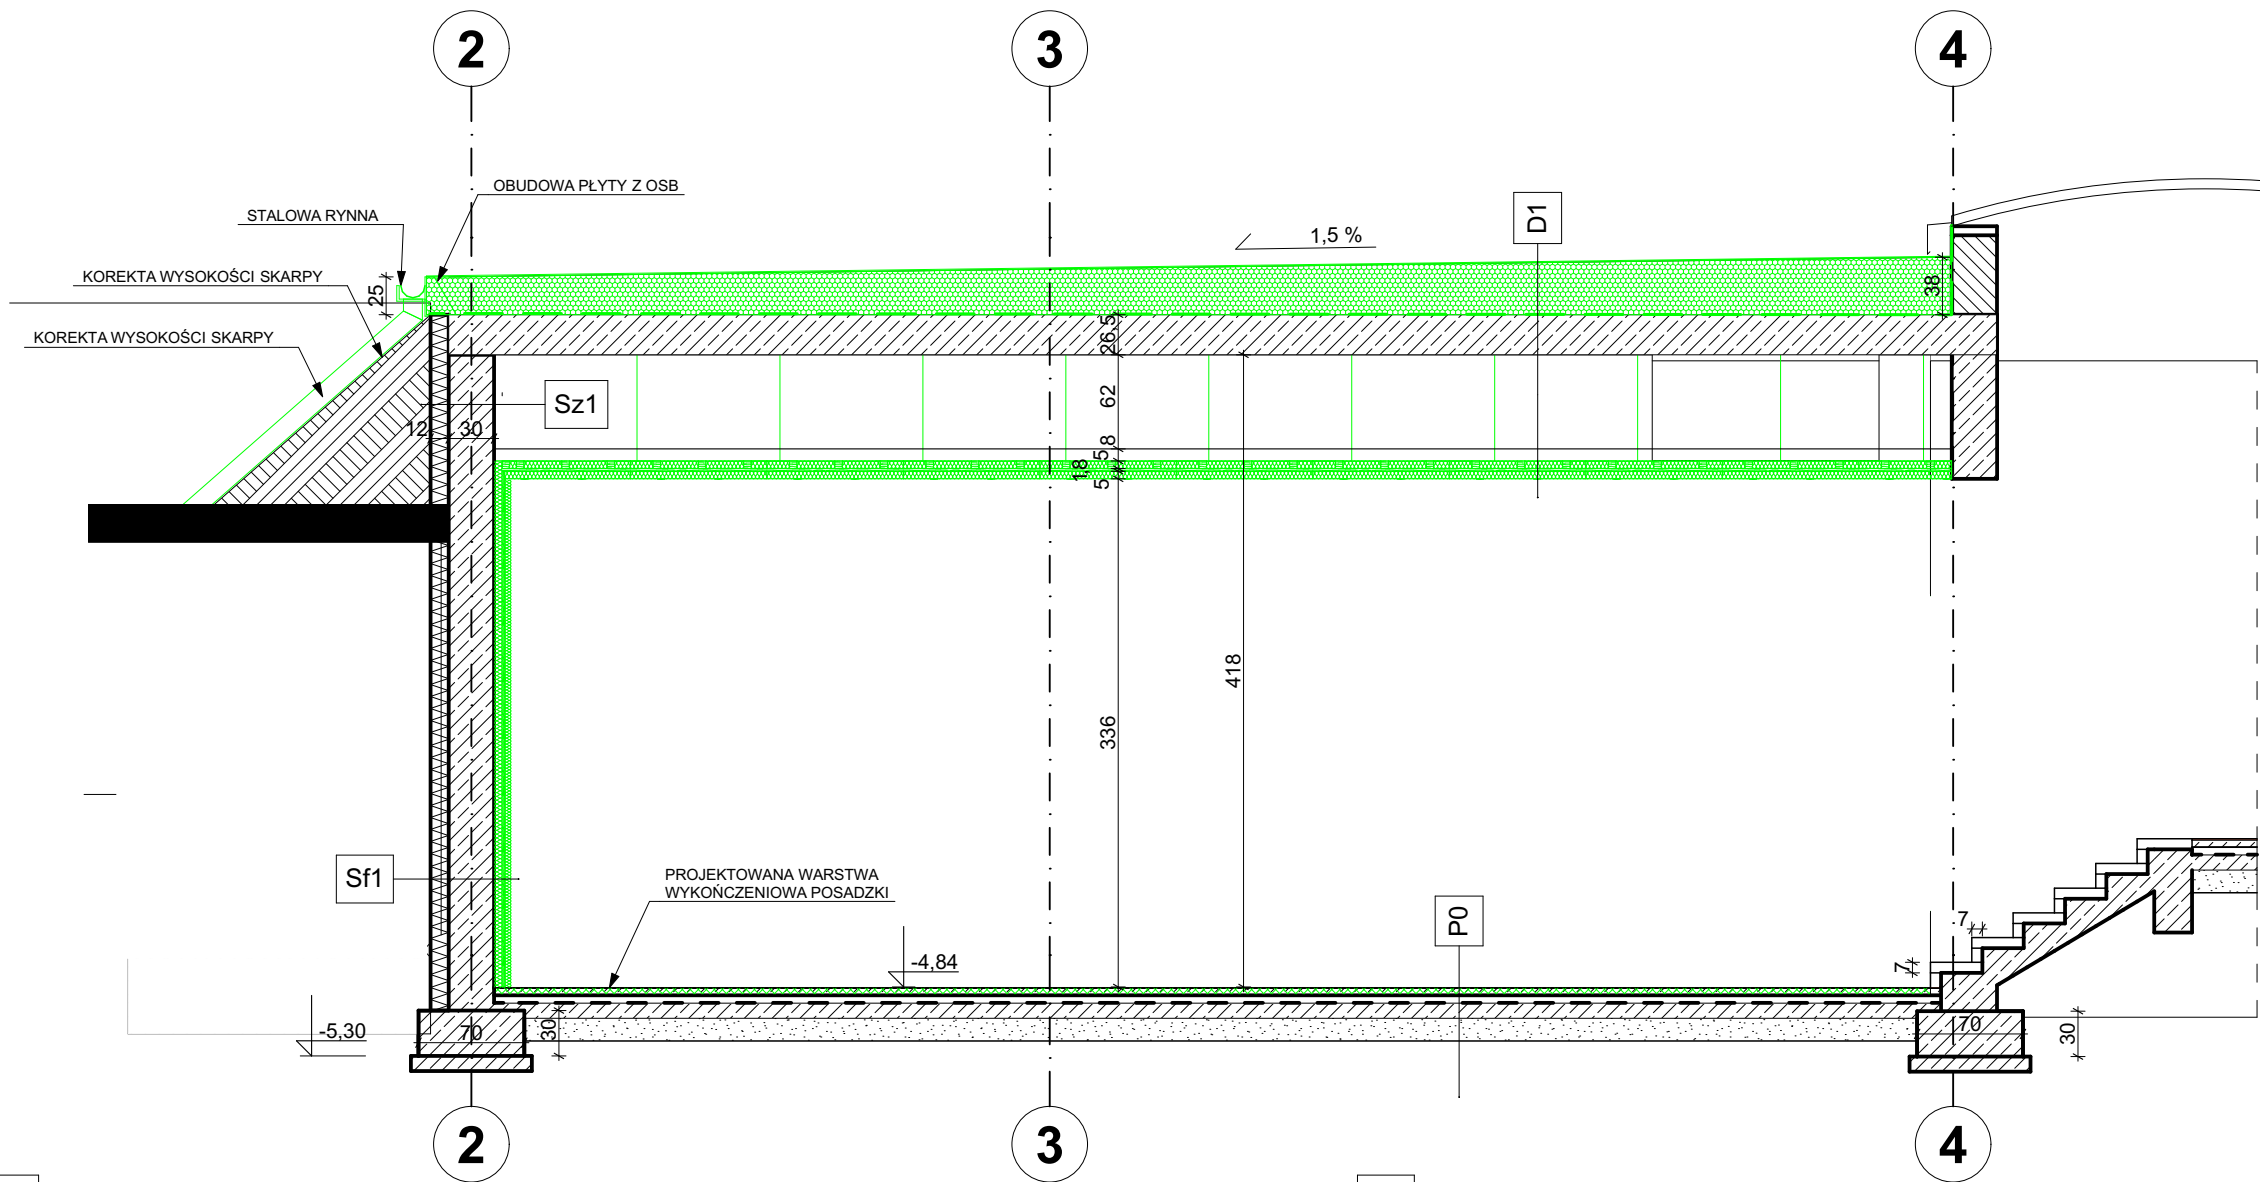 2
3
4
OBUDOWA PŁYTY Z OSB
STALOWA RYNNA
D1
1,5 %
KOREKTA WYSOKOŚCI SKARPY
25
38
KOREKTA WYSOKOŚCI SKARPY
26,5
62
Sz1
12
30
5,8
1,8
5
418
336
Sf1
PROJEKTOWANA WARSTWA
WYKOŃCZENIOWA POSADZKI
P0
7
7
-4,84
-5,30
70
30
70
30
2
3
4